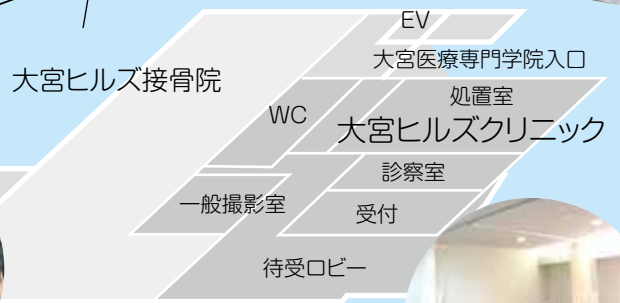 EV
大宮医療専門学院入口
大宮ヒルズ接骨院
処置室
WC
大宮ヒルズクリニック
診察室
一般撮影室
受付
待受ロビー